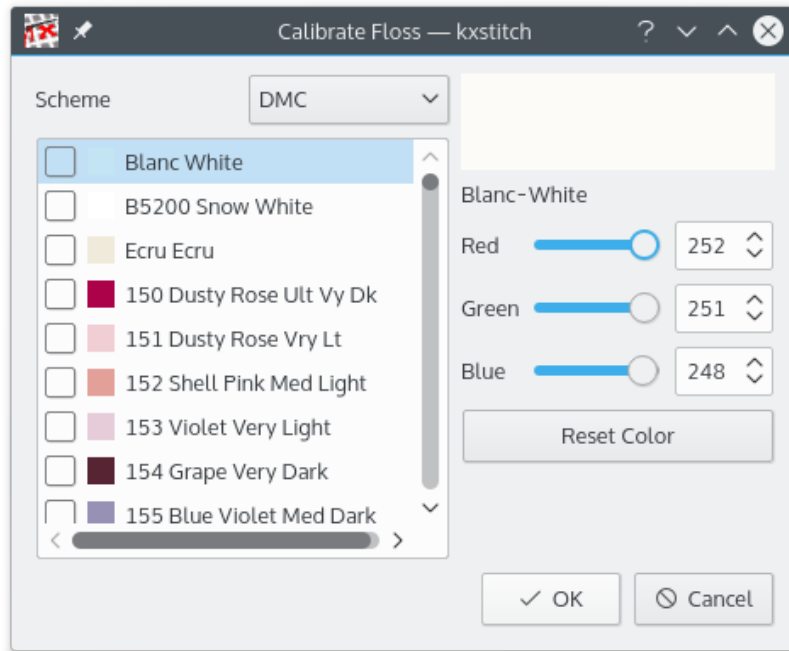 Calibrate Floss — kxstitch
Scheme
DMC
Blanc White
B5200 Snow White
Ecru Ecru
150 Dusty Rose Ult Vy Dk
151 Dusty Rose Vry Lt
152 Shell Pink Med Light
153 Violet Very Light
154 Grape Very Dark
155 Blue Violet Med Dark
Blanc-White
Red 252
Green 251
Blue 248
Reset Color
OK
Cancel